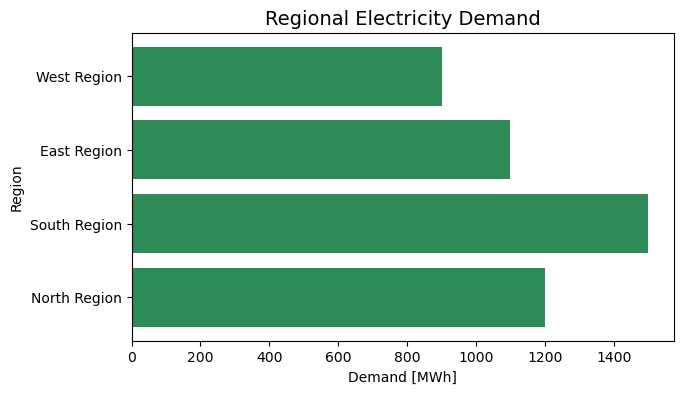 Regional Electricity Demand
West Region
East Region
South Region
North Region
Region
0 200 400 600 800 1000 1200 1400
Demand [MWh]